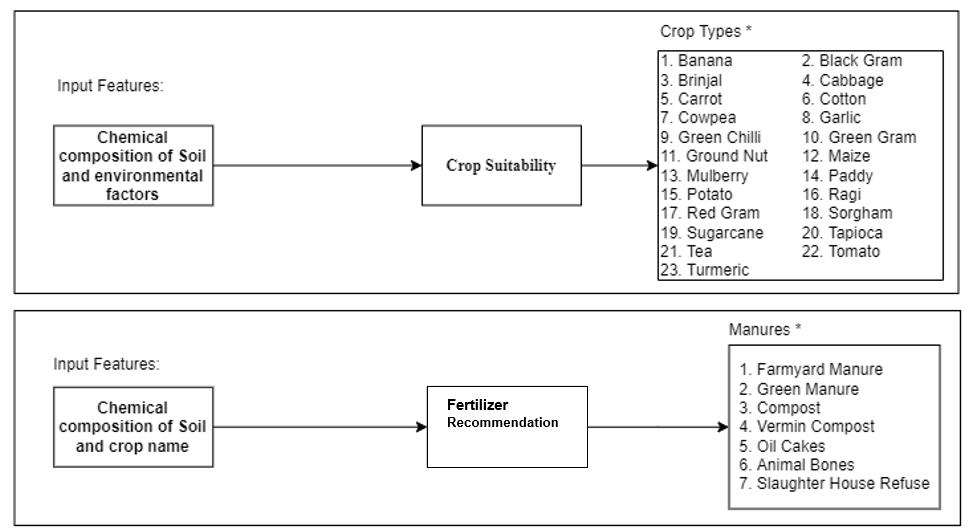 Crop Types *
Input Features:
Chemical
composition of Soil
and environmental
factors
Crop Suitability
1. Banana 2. Black Gram
3. Brinjal 4. Cabbage
5. Carrot 6. Cotton
7. Cowpea 8. Garlic
9. Green Chilli 10. Green Gram
11. Ground Nut 12. Maize
13. Mulberry 14. Paddy
15. Potato 16. Ragi
17. Red Gram 18. Sorgham
19. Sugarcane 20. Tapioca
21. Tea 22. Tomato
23. Turmeric
Manures *
Input Features:
Chemical
composition of Soil
and crop name
Fertilizer
Recommendation
1. Farmyard Manure
2. Green Manure
3. Compost
4. Vermin Compost
5. Oil Cakes
6. Animal Bones
7. Slaughter House Refuse